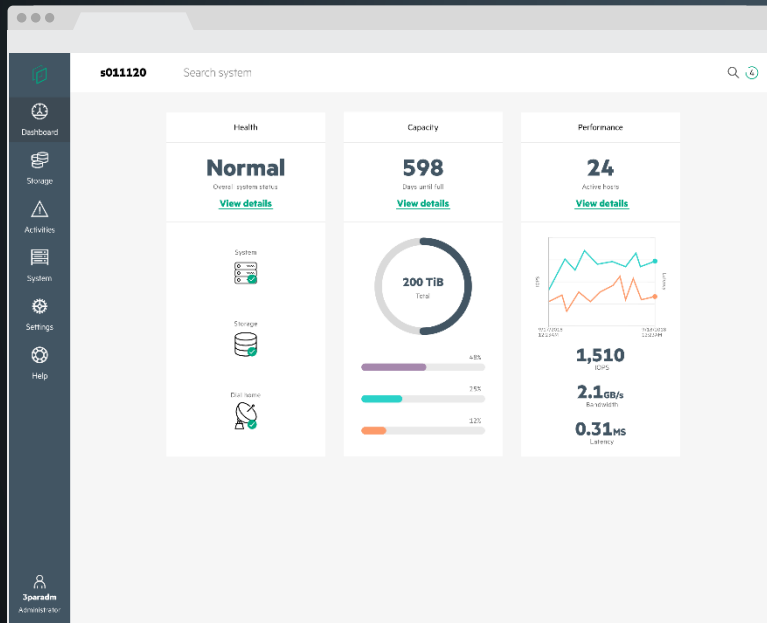 s011120
Search system
4
Dashboard
Storage
Activities
System
Settings
Help
3paradm
Administrator
Health
Normal
Overall system status
View details
System
Storage
Dial home
Capacity
598
Days until full
View details
200 TiB
Total
48%
25%
12%
Performance
24
Active hosts
View details
IOPS
Latency
1,510
IOPS
2.1GB/s
Bandwidth
0.31MS
Latency